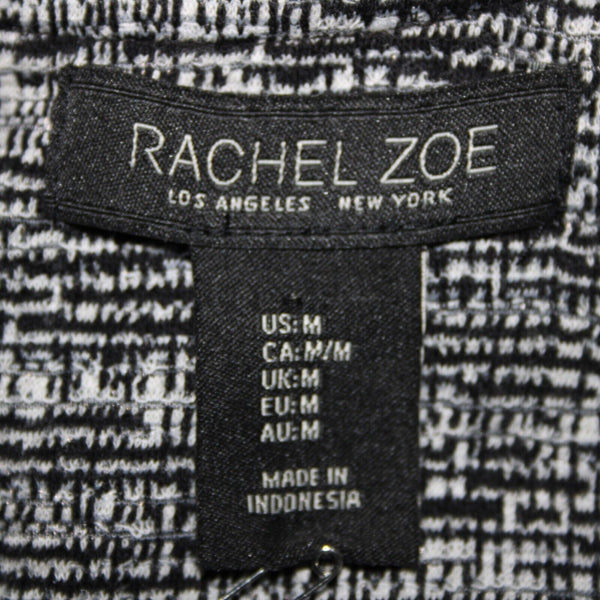 RACHEL ZOE
LOS ANGELES NEW YORK
US:M
CA:M/M
UK:M
EU:M
AU:M
MADE IN
INDONESIA